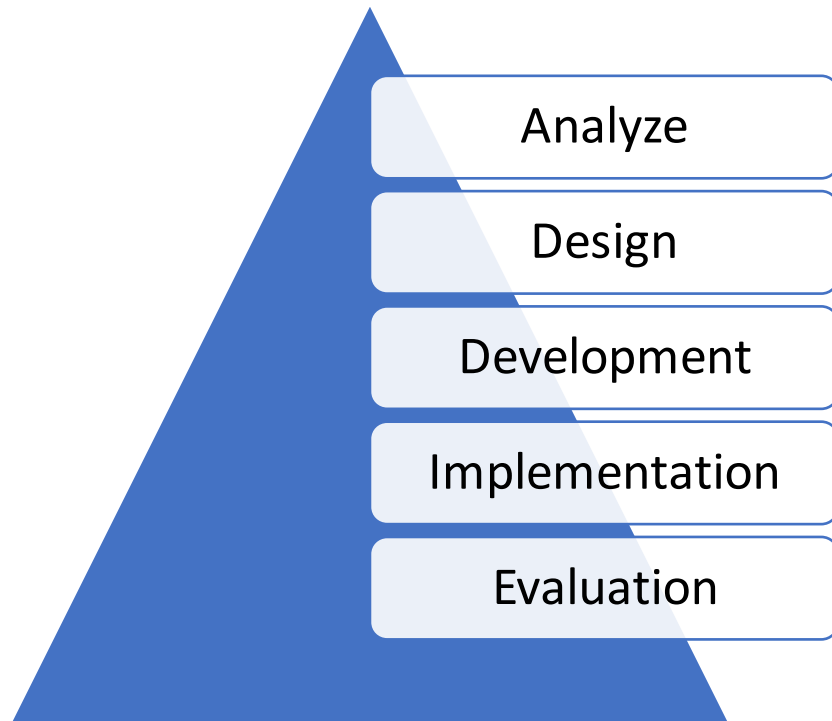 Analyze
Design
Development
Implementation
Evaluation